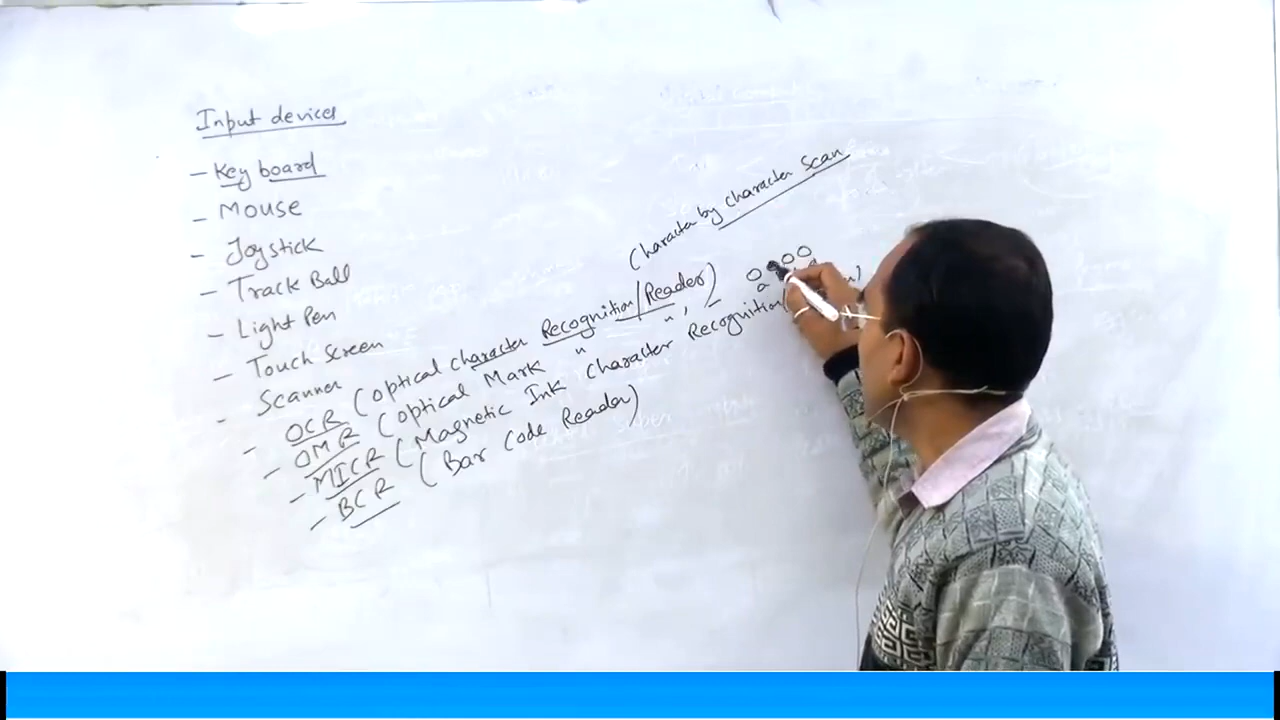 Input devices
- Key board
- Mouse
- Joystick
- Track Ball
- Light Pen
- Touch Screen
- Scanner
Character by character Scan
- OCR (Optical character Recognition/Reader)
- OMR (Optical Mark " " ) -
O O O
a
- MICR (Magnetic Ink Character Recognition
- BCR (Bar Code Reader)